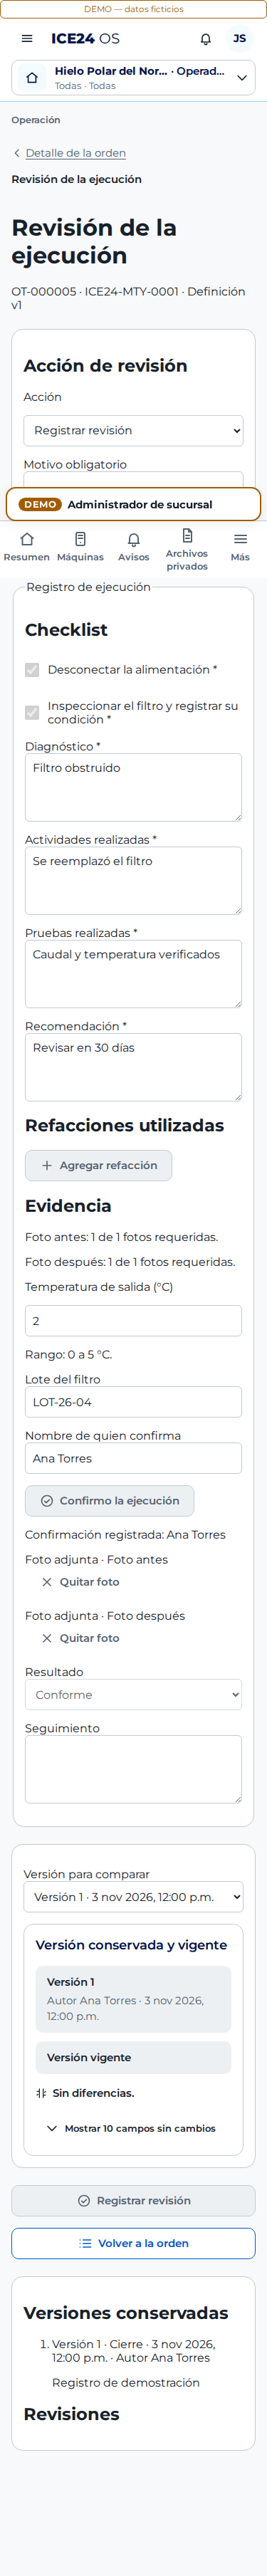 DEMO — datos ficticios
ICE24 OS
JS
Hielo Polar del Nor... · Operad...
Todas · Todas
Operación
Detalle de la orden
Revisión de la ejecución
Revisión de la
ejecución
OT-000005 · ICE24-MTY-0001 · Definición
v1
Acción de revisión
Acción
Registrar revisión
Motivo obligatorio
DEMO Administrador de sucursal
Resumen
Máquinas
Avisos
Archivos
privados
Más
Registro de ejecución
Checklist
Desconectar la alimentación *
Inspeccionar el filtro y registrar su
condición *
Diagnóstico *
Filtro obstruido
Actividades realizadas *
Se reemplazó el filtro
Pruebas realizadas *
Caudal y temperatura verificados
Recomendación *
Revisar en 30 días
Refacciones utilizadas
Agregar refacción
Evidencia
Foto antes: 1 de 1 fotos requeridas.
Foto después: 1 de 1 fotos requeridas.
Temperatura de salida (°C)
2
Rango: 0 a 5 °C.
Lote del filtro
LOT-26-04
Nombre de quien confirma
Ana Torres
Confirmo la ejecución
Confirmación registrada: Ana Torres
Foto adjunta · Foto antes
Quitar foto
Foto adjunta · Foto después
Quitar foto
Resultado
Conforme
Seguimiento
Versión para comparar
Versión 1 · 3 nov 2026, 12:00 p.m.
Versión conservada y vigente
Versión 1
Autor Ana Torres · 3 nov 2026,
12:00 p.m.
Versión vigente
Sin diferencias.
Mostrar 10 campos sin cambios
Registrar revisión
Volver a la orden
Versiones conservadas
1. Versión 1 · Cierre · 3 nov 2026,
12:00 p.m. · Autor Ana Torres
Registro de demostración
Revisiones